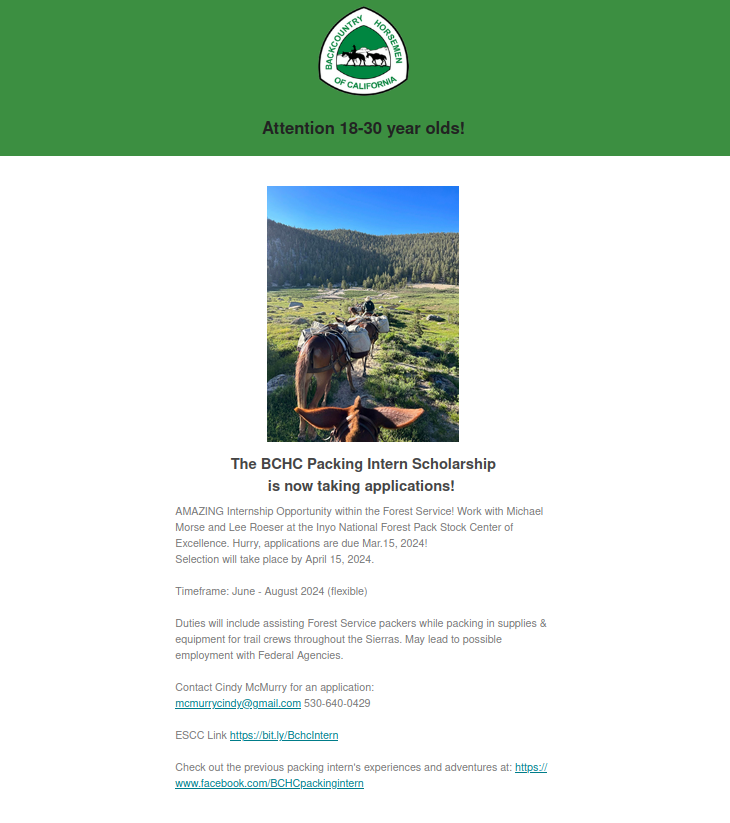 BACKCOUNTRY HORSEMEN
OF CALIFORNIA
Attention 18-30 year olds!
The BCHC Packing Intern Scholarship
is now taking applications!
AMAZING Internship Opportunity within the Forest Service! Work with Michael
Morse and Lee Roeser at the Inyo National Forest Pack Stock Center of
Excellence. Hurry, applications are due Mar.15, 2024!
Selection will take place by April 15, 2024.
Timeframe: June - August 2024 (flexible)
Duties will include assisting Forest Service packers while packing in supplies &
equipment for trail crews throughout the Sierras. May lead to possible
employment with Federal Agencies.
Contact Cindy McMurry for an application:
mcmurrycindy@gmail.com 530-640-0429
ESCC Link https://bit.ly/BchcIntern
Check out the previous packing intern's experiences and adventures at: https://
www.facebook.com/BCHCpackingintern